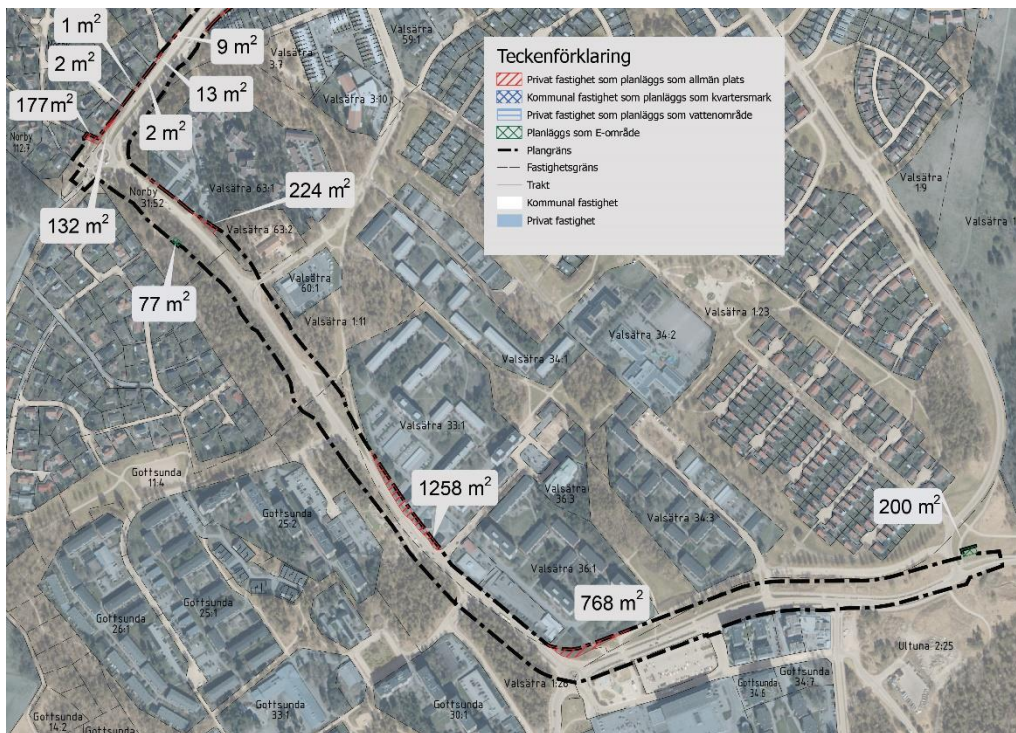 1 m²
2 m²
9 m²
13 m²
177m²
2 m²
Valsätra
59:1
Valsätra
3:7
Valsätra 3:10
Norby
112:7
Norby
31:52
Valsätra 63:1
224 m²
Valsätra 63:2
132 m²
77 m²
Valsätra
60:1
Valsätra 1:11
Teckenförklaring
Privat fastighet som planläggs som allmän plats
Kommunal fastighet som planläggs som kvartersmark
Privat fastighet som planläggs som vattenområde
Planläggs som E-område
Plangräns
Fastighetsgräns
Trakt
Kommunal fastighet
Privat fastighet
Valsätra
1:9
Valsätra 1:23
Valsätra 34:2
Valsätra 34:1
Valsätra 33:1
Gottsunda
11:4
1258 m²
Valsätra
36:3
Valsätra 34:3
200 m²
Gottsunda
25:2
Valsätra 36:1
768 m²
Gottsunda
25:1
Gottsunda
26:1
Ultuna 2:25
Valsätra 1:26
Gottsunda
34:6
Gottsunda
34:7
Gottsunda
14:2
Gottsunda
33:1
Gottsunda
30:1